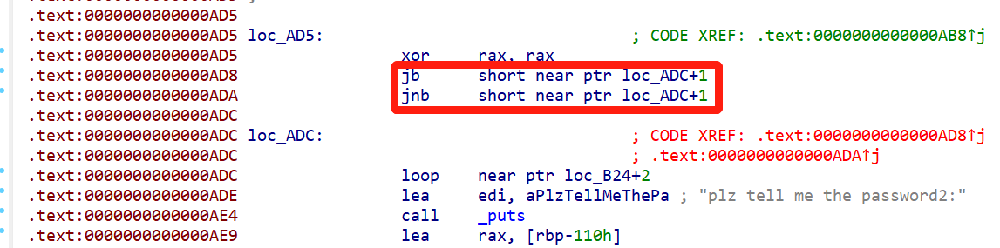 .text:0000000000000AD5
.text:0000000000000AD5 loc_AD5: ; CODE XREF: .text:0000000000000AB8↑j
.text:0000000000000AD5 xor rax, rax
.text:0000000000000AD8 jb short near ptr loc_ADC+1
.text:0000000000000ADA jnb short near ptr loc_ADC+1
.text:0000000000000ADC
.text:0000000000000ADC loc_ADC: ; CODE XREF: .text:0000000000000AD8↑j
.text:0000000000000ADC ; .text:0000000000000ADA↑j
.text:0000000000000ADC loop near ptr loc_B24+2
.text:0000000000000ADE lea edi, aPlzTellMeThePa ; "plz tell me the password2:"
.text:0000000000000AE4 call _puts
.text:0000000000000AE9 lea rax, [rbp-110h]